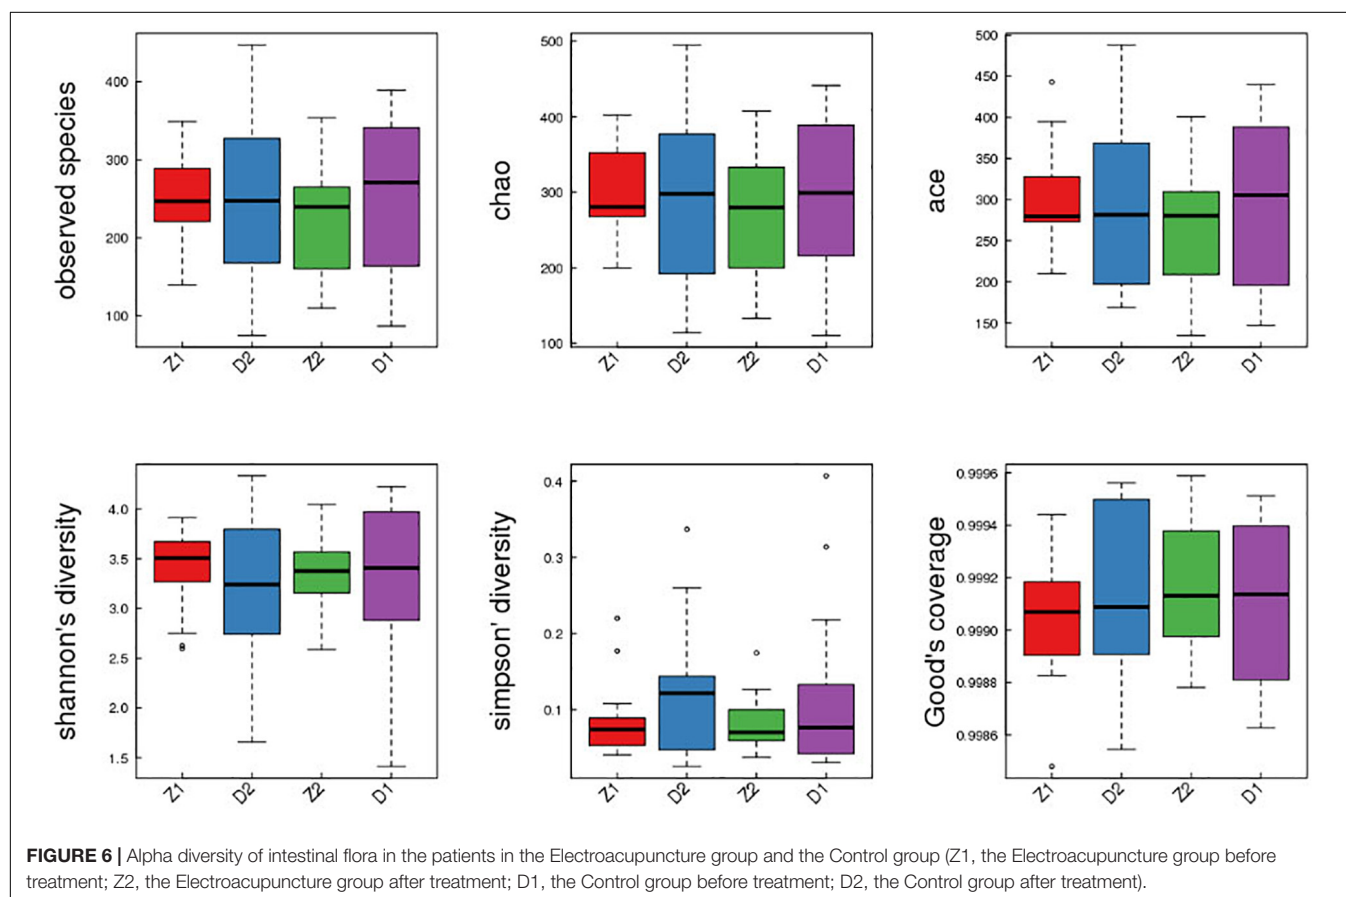 observed species
400
300
200
100
Z1
D2
Z2
D1
chao
500
400
300
200
100
Z1
D2
Z2
D1
ace
500
450
400
350
300
250
200
150
Z1
D2
Z2
D1
shannon's diversity
4.0
3.5
3.0
2.5
2.0
1.5
Z1
D2
Z2
D1
simpson' diversity
0.4
0.3
0.2
0.1
Z1
D2
Z2
D1
Good's coverage
0.9996
0.9994
0.9992
0.9990
0.9988
0.9986
Z1
D2
Z2
D1
FIGURE 6 | Alpha diversity of intestinal flora in the patients in the Electroacupuncture group and the Control group (Z1, the Electroacupuncture group before
treatment; Z2, the Electroacupuncture group after treatment; D1, the Control group before treatment; D2, the Control group after treatment).